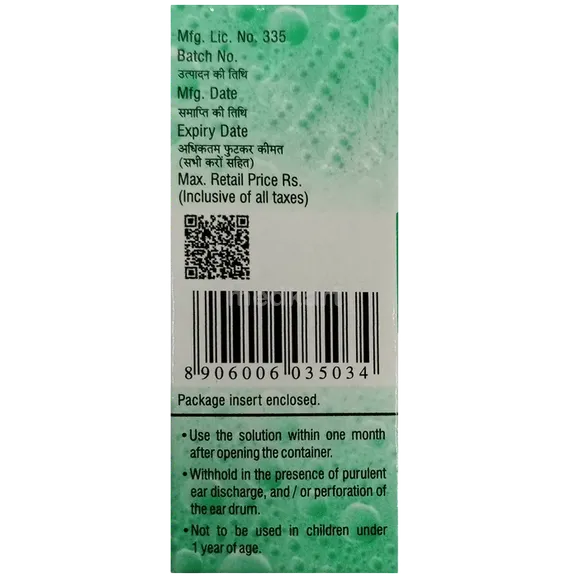 Mfg. Lic. No. 335
Batch No.
उत्पादन की तिथि
Mfg. Date
समाप्ति की तिथि
Expiry Date
अधिकतम फुटकर कीमत
(सभी करों सहित)
Max. Retail Price Rs.
(Inclusive of all taxes)
medkart
8 906006 035034
Package insert enclosed.
• Use the solution within one month
after opening the container.
• Withhold in the presence of purulent
ear discharge, and / or perforation of
the ear drum.
• Not to be used in children under
1 year of age.